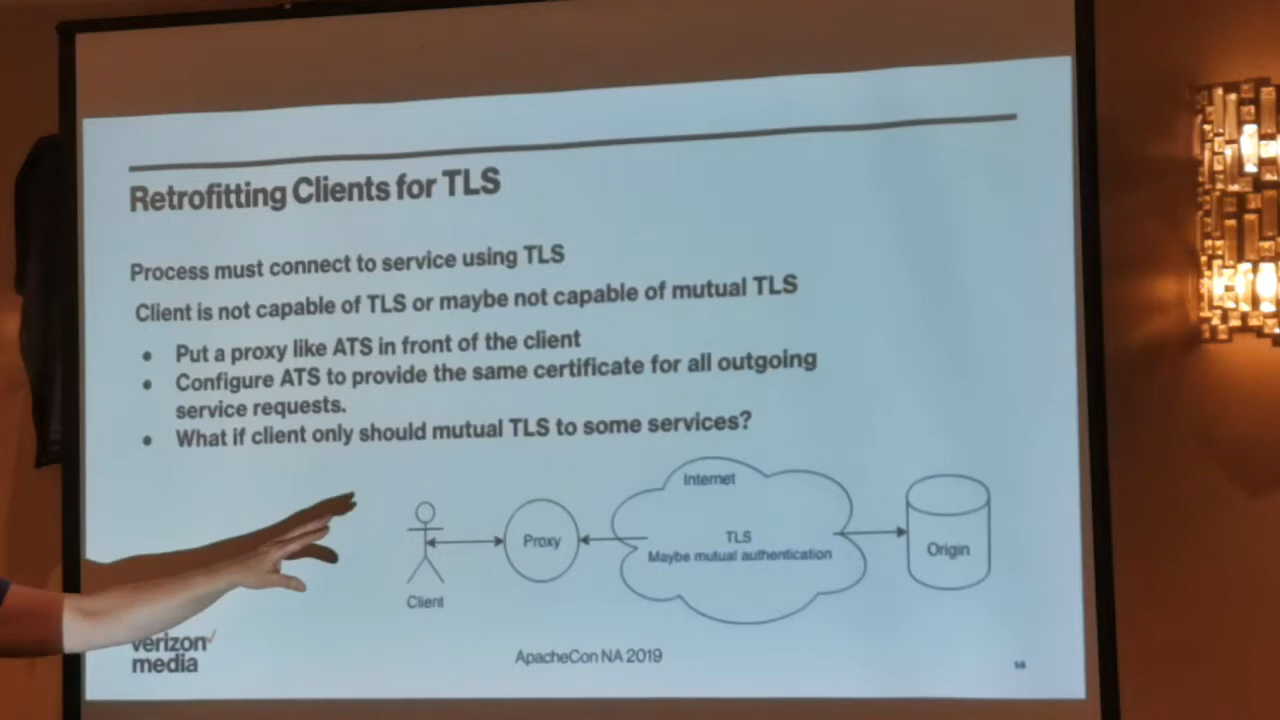 Retrofitting Clients for TLS
Process must connect to service using TLS
Client is not capable of TLS or maybe not capable of mutual TLS
• Put a proxy like ATS in front of the client
• Configure ATS to provide the same certificate for all outgoing
service requests.
• What if client only should mutual TLS to some services?
Internet
TLS
Proxy
Maybe mutual authentication
Origin
Client
verizon✓
media
ApacheCon NA 2019